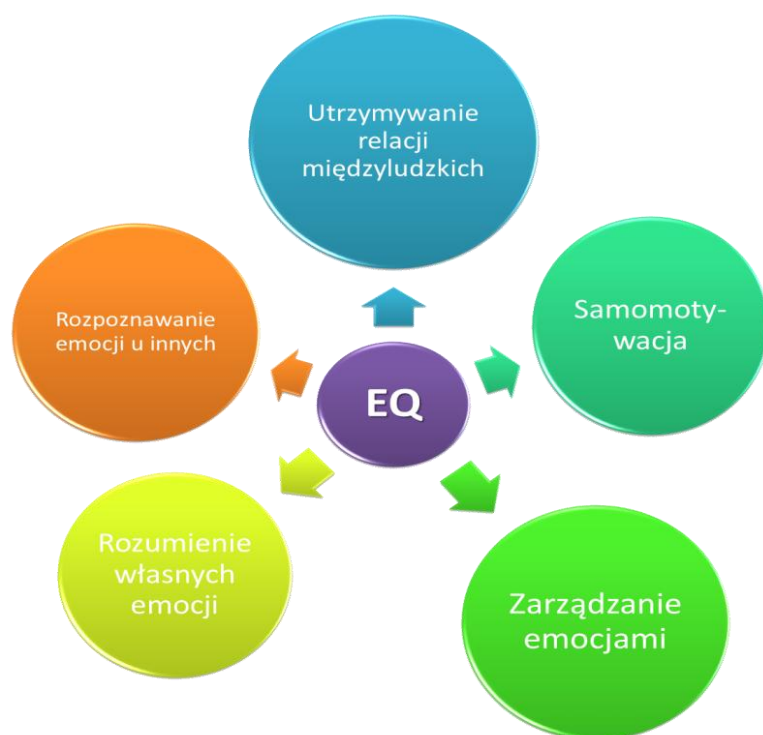 Utrzymywanie
relacji
międzyludzkich
Rozpoznawanie
emocji u innych
Samomoty-
wacja
EQ
Rozumienie
własnych
emocji
Zarządzanie
emocjami